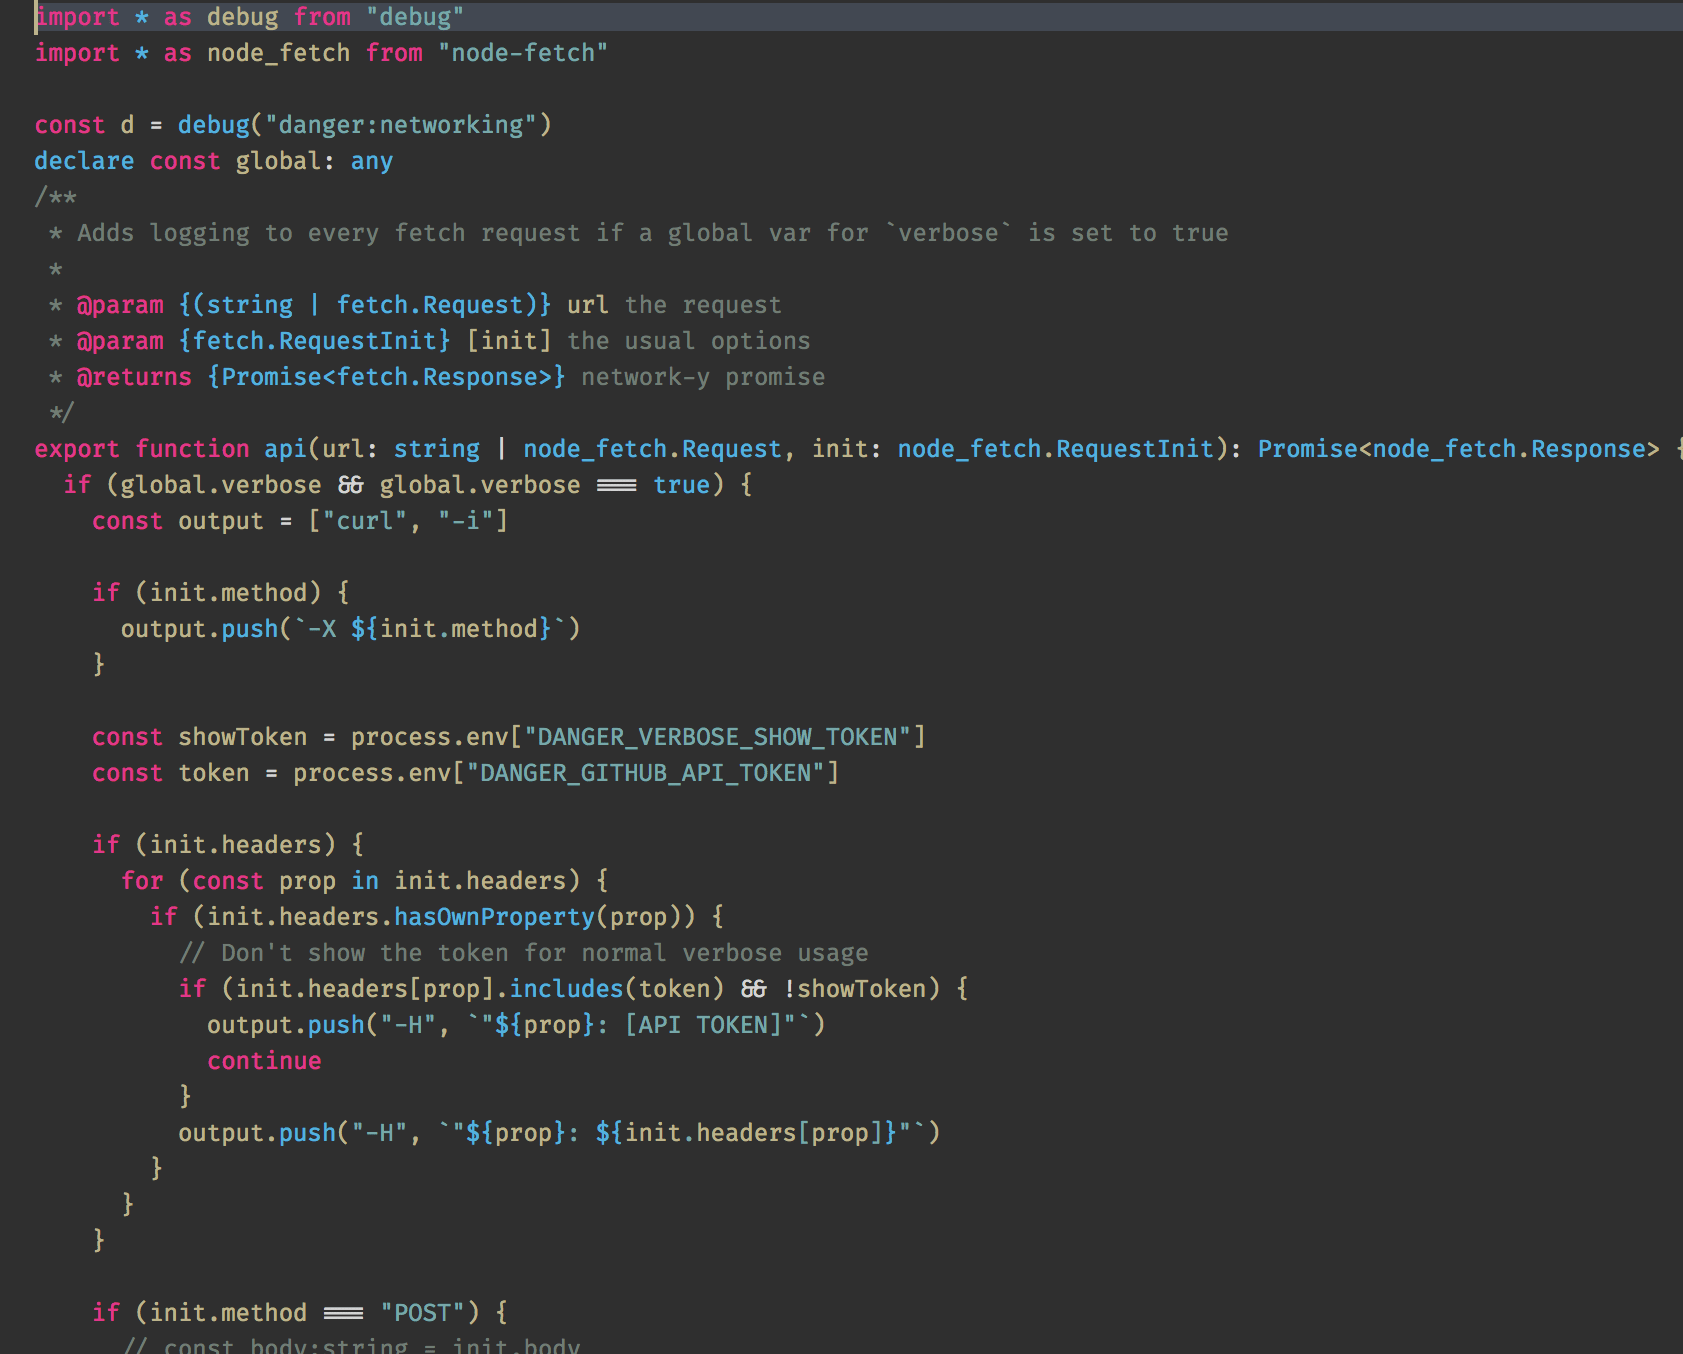 import * as debug from "debug"
import * as node_fetch from "node-fetch"

const d = debug("danger:networking")
declare const global: any
/**
 * Adds logging to every fetch request if a global var for `verbose` is set to true
 *
 * @param {(string | fetch.Request)} url the request
 * @param {fetch.RequestInit} [init] the usual options
 * @returns {Promise<fetch.Response>} network-y promise
 */
export function api(url: string | node_fetch.Request, init: node_fetch.RequestInit): Promise<node_fetch.Response> {
  if (global.verbose && global.verbose === true) {
    const output = ["curl", "-i"]

    if (init.method) {
      output.push(`-X ${init.method}`)
    }

    const showToken = process.env["DANGER_VERBOSE_SHOW_TOKEN"]
    const token = process.env["DANGER_GITHUB_API_TOKEN"]

    if (init.headers) {
      for (const prop in init.headers) {
        if (init.headers.hasOwnProperty(prop)) {
          // Don't show the token for normal verbose usage
          if (init.headers[prop].includes(token) && !showToken) {
            output.push("-H", `"${prop}: [API TOKEN]"`)
            continue
          }
          output.push("-H", `"${prop}: ${init.headers[prop]}"`)
        }
      }
    }

    if (init.method === "POST") {
      // const body:string = init.body